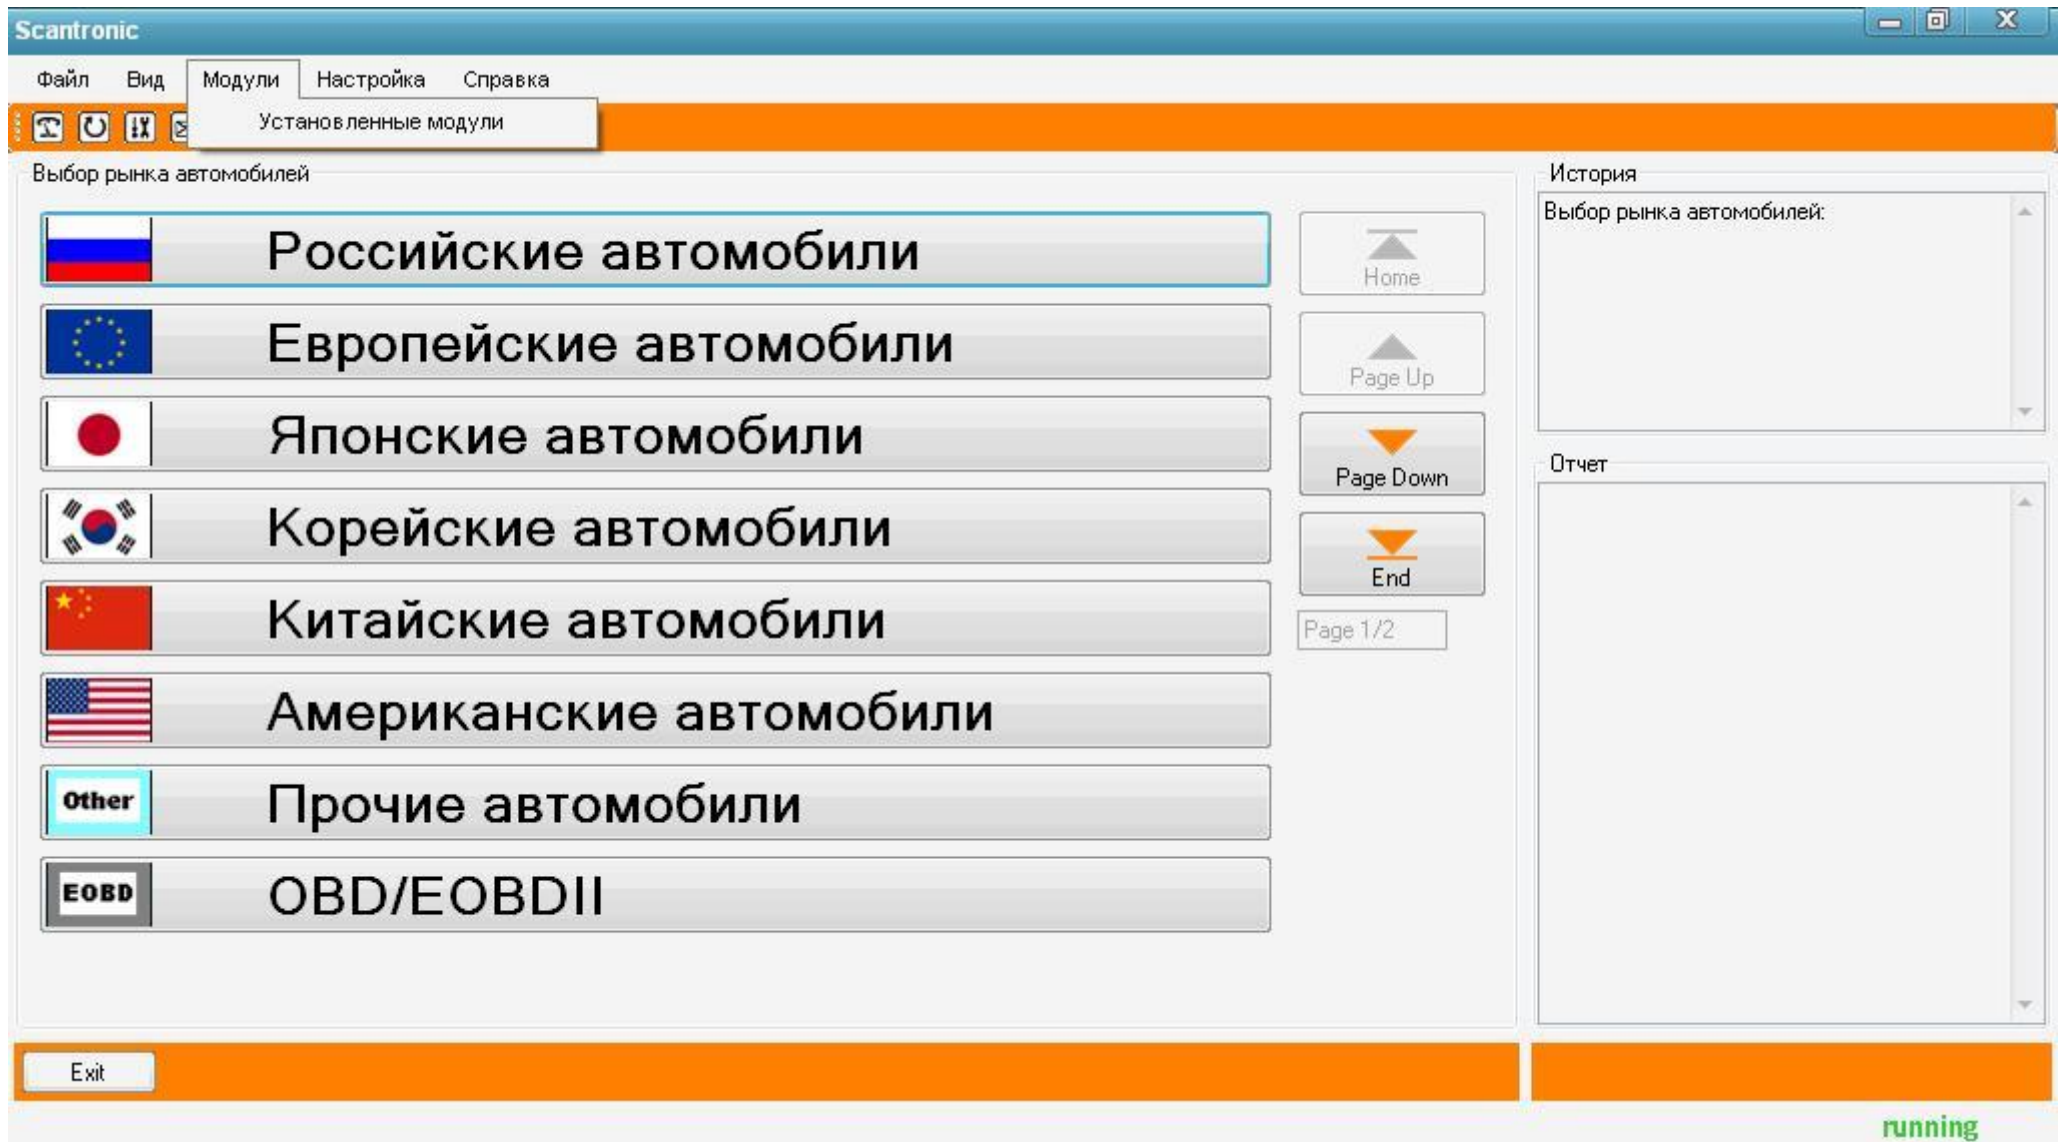 Scantronic
Файл Вид Модули Настройка Справка
Установленные модули
Выбор рынка автомобилей
Российские автомобили
Европейские автомобили
Японские автомобили
Корейские автомобили
Китайские автомобили
Американские автомобили
Other Прочие автомобили
EOBD OBD/EOBDII
Home
Page Up
Page Down
End
Page 1/2
История
Выбор рынка автомобилей:
Отчет
Exit
running